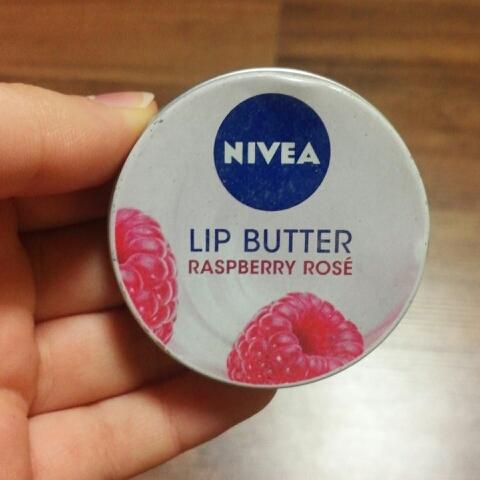 NIVEA
LIP BUTTER
RASPBERRY ROSÉ